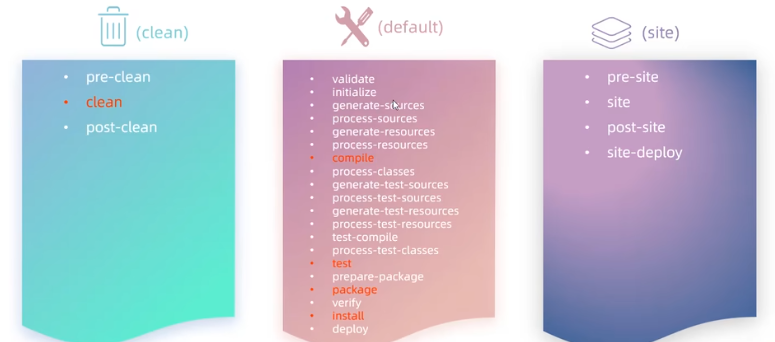 (clean)
pre-clean
clean
post-clean
(default)
validate
initialize
generate-sources
process-sources
generate-resources
process-resources
compile
process-classes
generate-test-sources
process-test-sources
generate-test-resources
process-test-resources
test-compile
process-test-classes
test
prepare-package
package
verify
install
deploy
(site)
pre-site
site
post-site
site-deploy